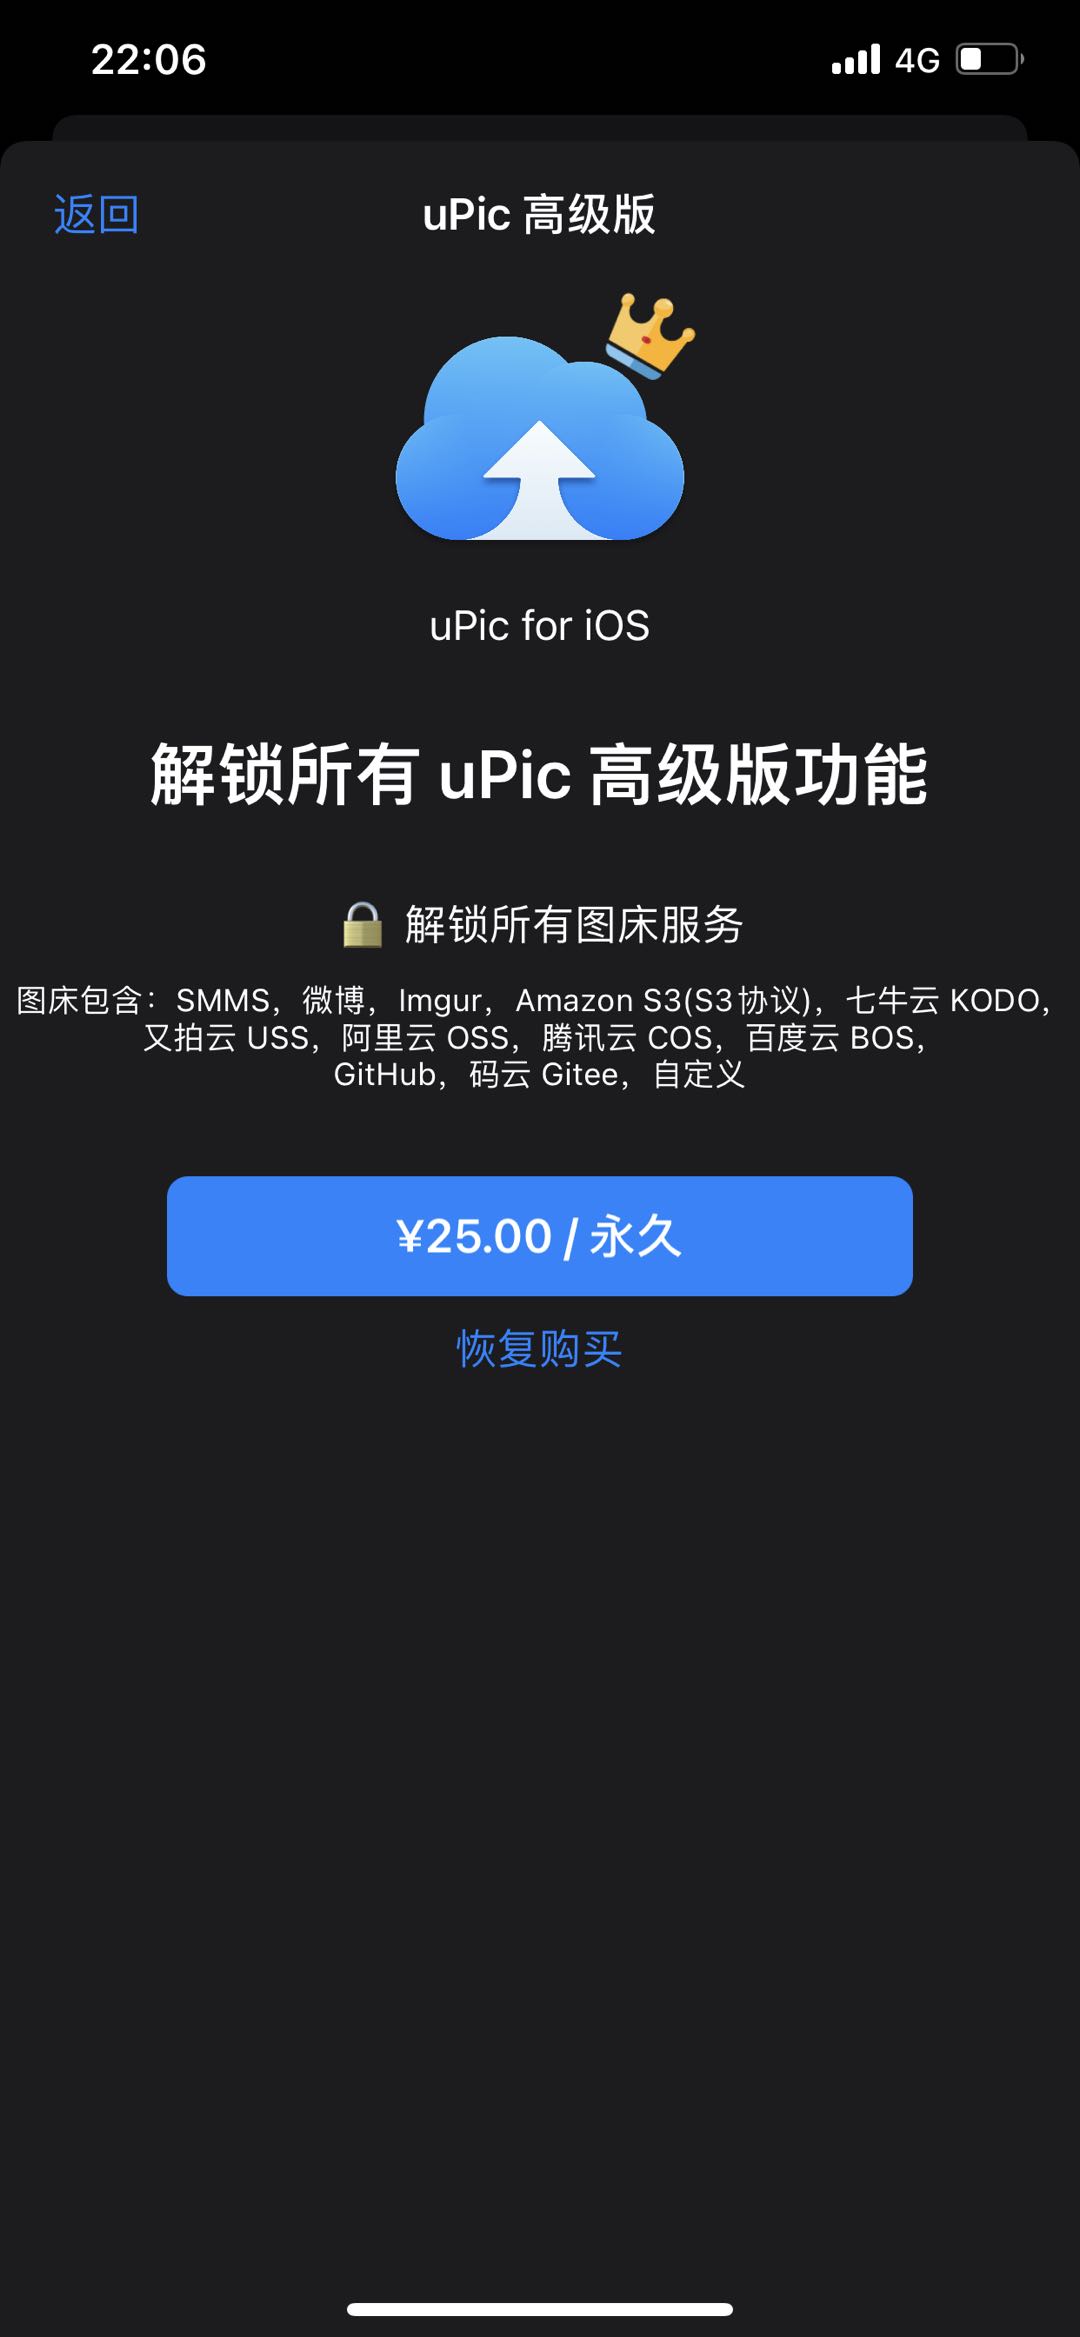 22:06
4G
返回
uPic 高级版
uPic for iOS
解锁所有 uPic 高级版功能
🔒 解锁所有图床服务
图床包含：SMMS，微博，Imgur，Amazon S3(S3协议)，七牛云 KODO，
又拍云 USS，阿里云 OSS，腾讯云 COS，百度云 BOS，
GitHub，码云 Gitee，自定义
¥25.00 / 永久
恢复购买